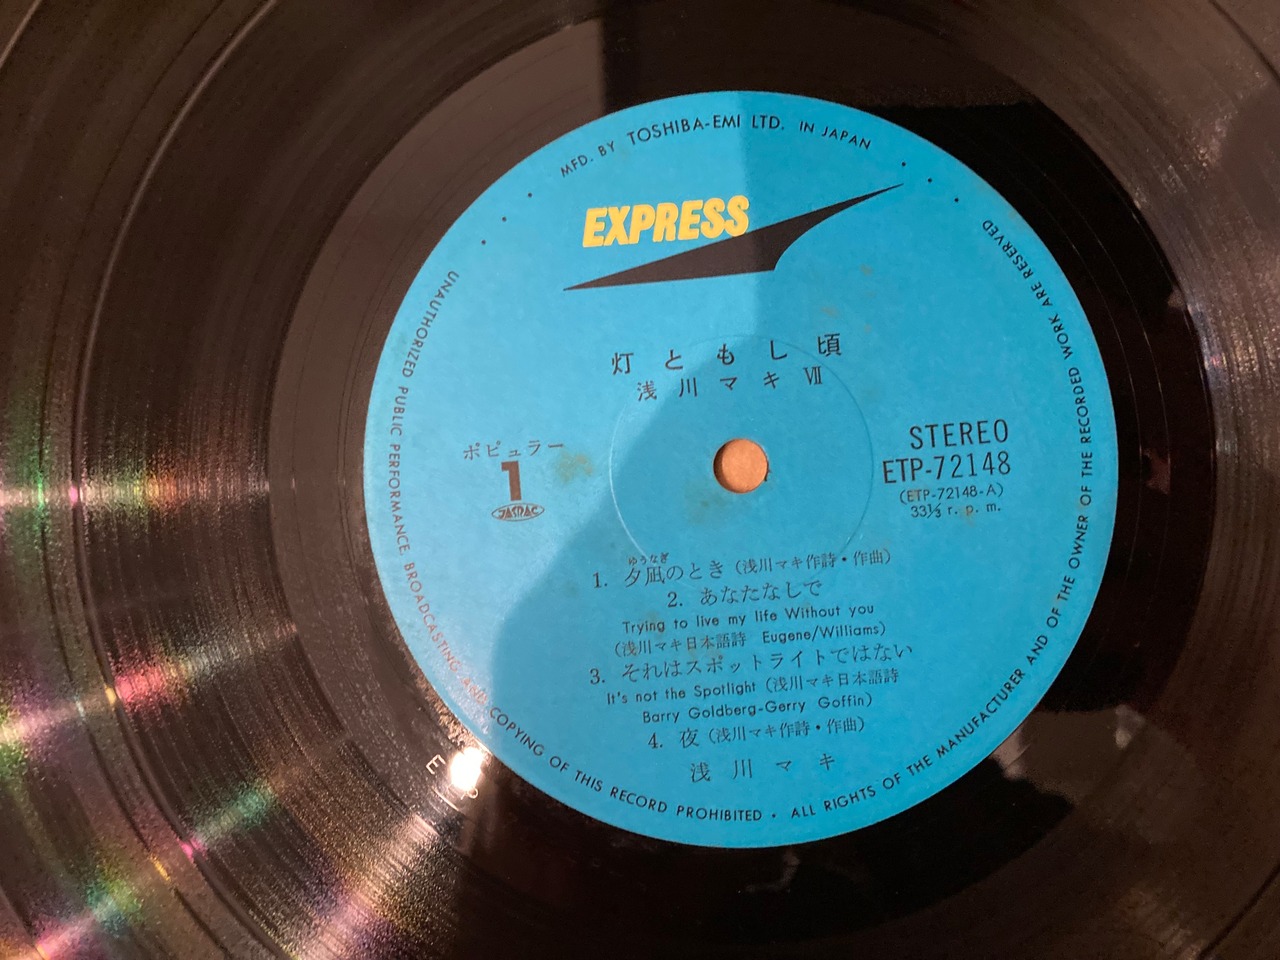 MFD. BY TOSHIBA-EMI LTD. IN JAPAN
EXPRESS
灯ともし頃
浅川マキ Ⅶ
ポピュラー
1
JASRAC
STEREO
ETP-72148
(ETP-72148-A)
33⅓ r. p. m.
ゆうなぎ
1. 夕凪のとき (浅川マキ作詩・作曲)
2. あなたなしで
Trying to live my life Without you
(浅川マキ日本語詩 Eugene/Williams)
3. それはスポットライトではない
It's not the Spotlight (浅川マキ日本語詩
Barry Goldberg-Gerry Goffin)
4. 夜 (浅川マキ作詩・作曲)
浅川マキ
UNAUTHORIZED PUBLIC PERFORMANCE BROADCASTING AND COPYING OF THIS RECORD PROHIBITED • ALL RIGHTS OF THE MANUFACTURER AND OF THE OWNER OF THE RECORDED WORK ARE RESERVED